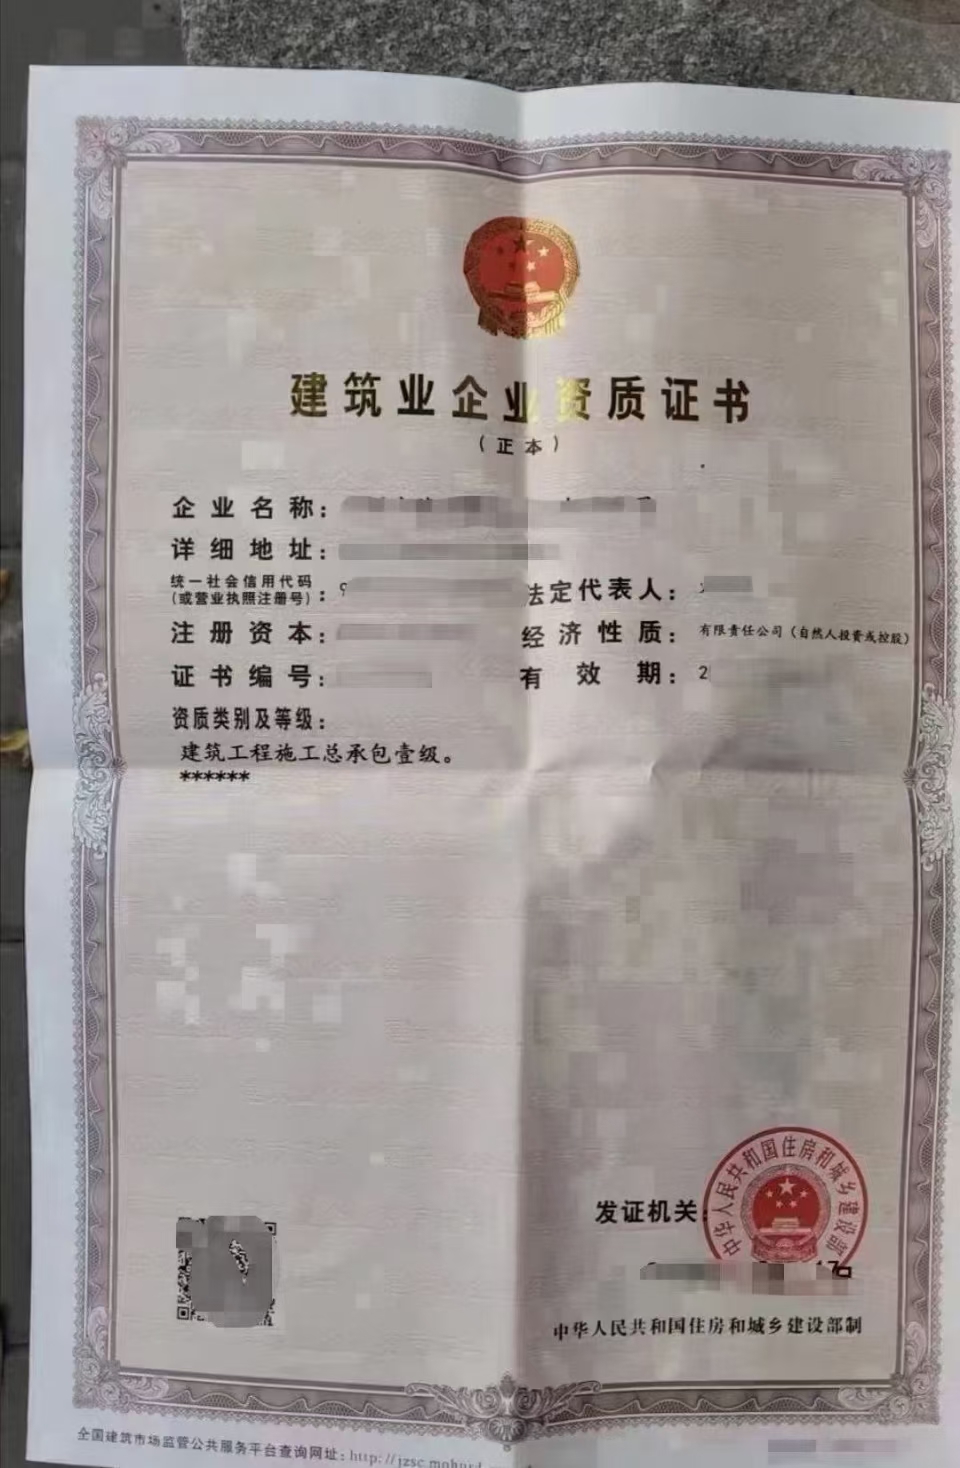 建筑业企业资质证书
（正本）
企业名称：
详细地址：
统一社会信用代码
（或营业执照注册号）：
法定代表人：
注册资本：
经济性质：有限责任公司（自然人投资或控股）
证书编号：
有效期：2
资质类别及等级：
建筑工程施工总承包壹级。
******
中华人民共和国住房和城乡建设部
发证机关：
17日
中华人民共和国住房和城乡建设部制
全国建筑市场监管公共服务平台查询网址：http://jzsc.mohurd